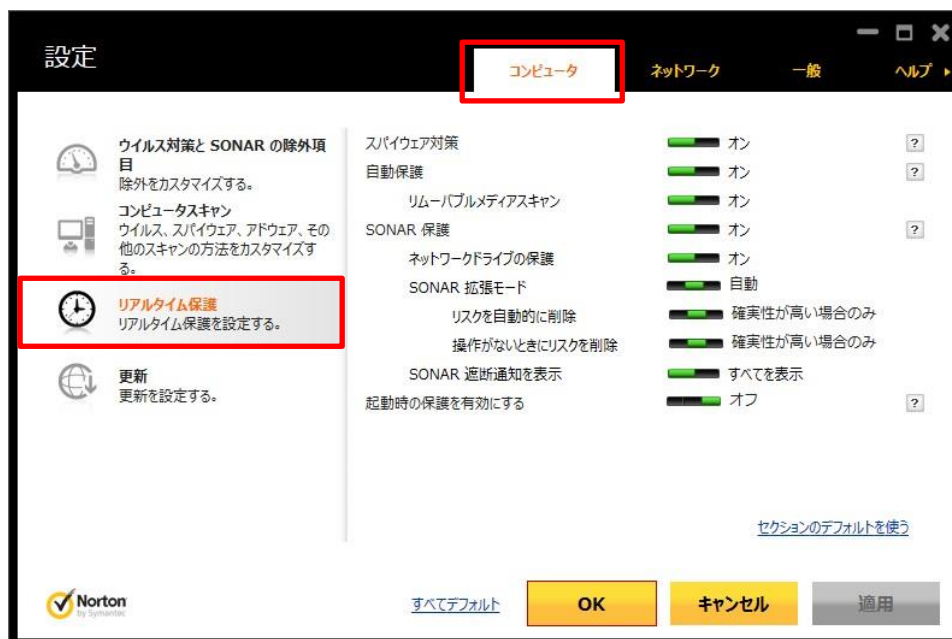 設定
コンピュータ
ネットワーク
一般
ヘルプ
ウイルス対策と SONAR の除外項
目
除外をカスタマイズする。
コンピュータスキャン
ウイルス、スパイウェア、アドウェア、その
他のスキャンの方法をカスタマイズす
る。
リアルタイム保護
リアルタイム保護を設定する。
更新
更新を設定する。
スパイウェア対策 オン ?
自動保護 オン ?
リムーバブルメディアスキャン オン
SONAR 保護 オン ?
ネットワークドライブの保護 オン
SONAR 拡張モード 自動
リスクを自動的に削除 確実性が高い場合のみ
操作がないときにリスクを削除 確実性が高い場合のみ
SONAR 遮断通知を表示 すべてを表示
起動時の保護を有効にする オフ ?
セクションのデフォルトを使う
Norton
by Symantec
すべてデフォルト
OK
キャンセル
適用